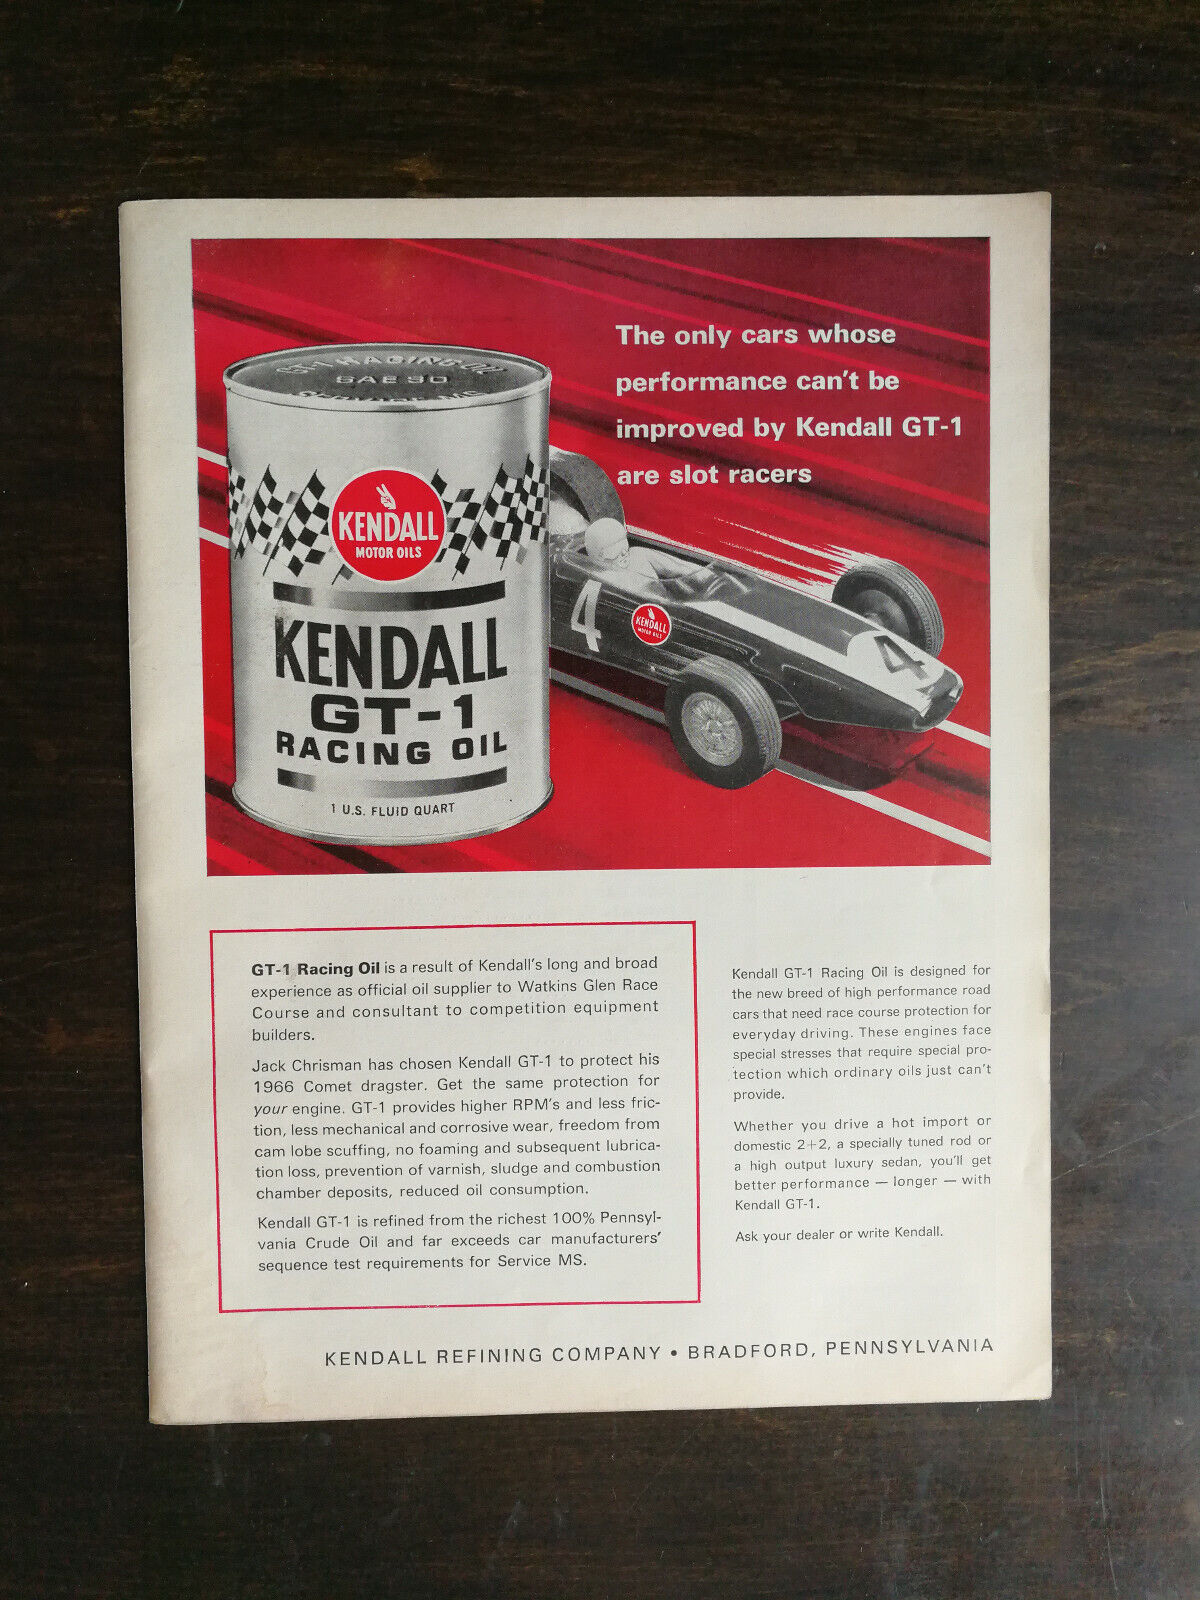 The only cars whose
performance can't be
improved by Kendall GT-1
are slot racers
GT-1 RACING OIL
SAE 30
SERVICE MS
KENDALL
MOTOR OILS
KENDALL
GT-1
RACING OIL
1 U.S. FLUID QUART
4
KENDALL
MOTOR OILS
4
GT-1 Racing Oil is a result of Kendall's long and broad
experience as official oil supplier to Watkins Glen Race
Course and consultant to competition equipment
builders.
Jack Chrisman has chosen Kendall GT-1 to protect his
1966 Comet dragster. Get the same protection for
your engine. GT-1 provides higher RPM's and less fric-
tion, less mechanical and corrosive wear, freedom from
cam lobe scuffing, no foaming and subsequent lubrica-
tion loss, prevention of varnish, sludge and combustion
chamber deposits, reduced oil consumption.
Kendall GT-1 is refined from the richest 100% Pennsyl-
vania Crude Oil and far exceeds car manufacturers'
sequence test requirements for Service MS.
Kendall GT-1 Racing Oil is designed for
the new breed of high performance road
cars that need race course protection for
everyday driving. These engines face
special stresses that require special pro-
tection which ordinary oils just can't
provide.
Whether you drive a hot import or
domestic 2+2, a specially tuned rod or
a high output luxury sedan, you'll get
better performance — longer — with
Kendall GT-1.
Ask your dealer or write Kendall.
KENDALL REFINING COMPANY • BRADFORD, PENNSYLVANIA